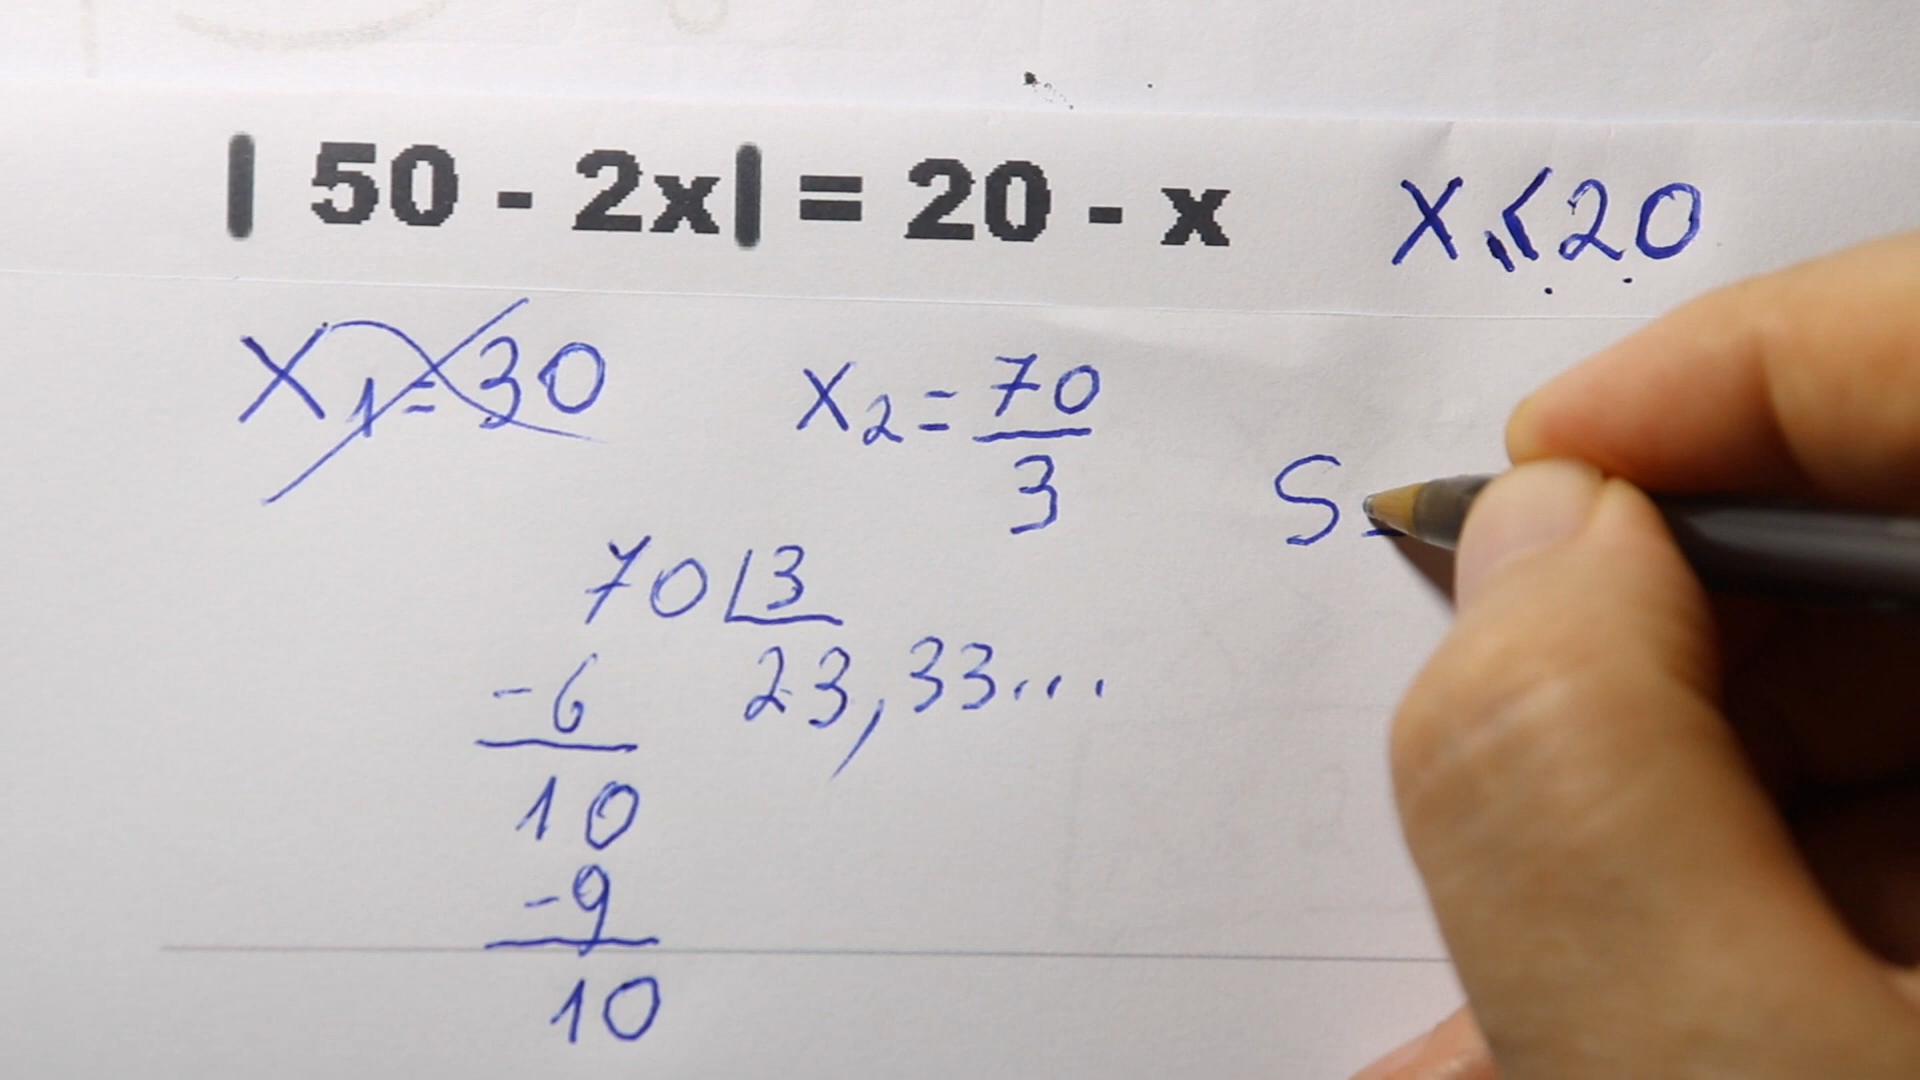 | 50 - 2x| = 20 - x x ≤ 20
x₁ = 30 x₂ = 70/3 S =
70 | 3
- 6 23,33...
10
- 9
10